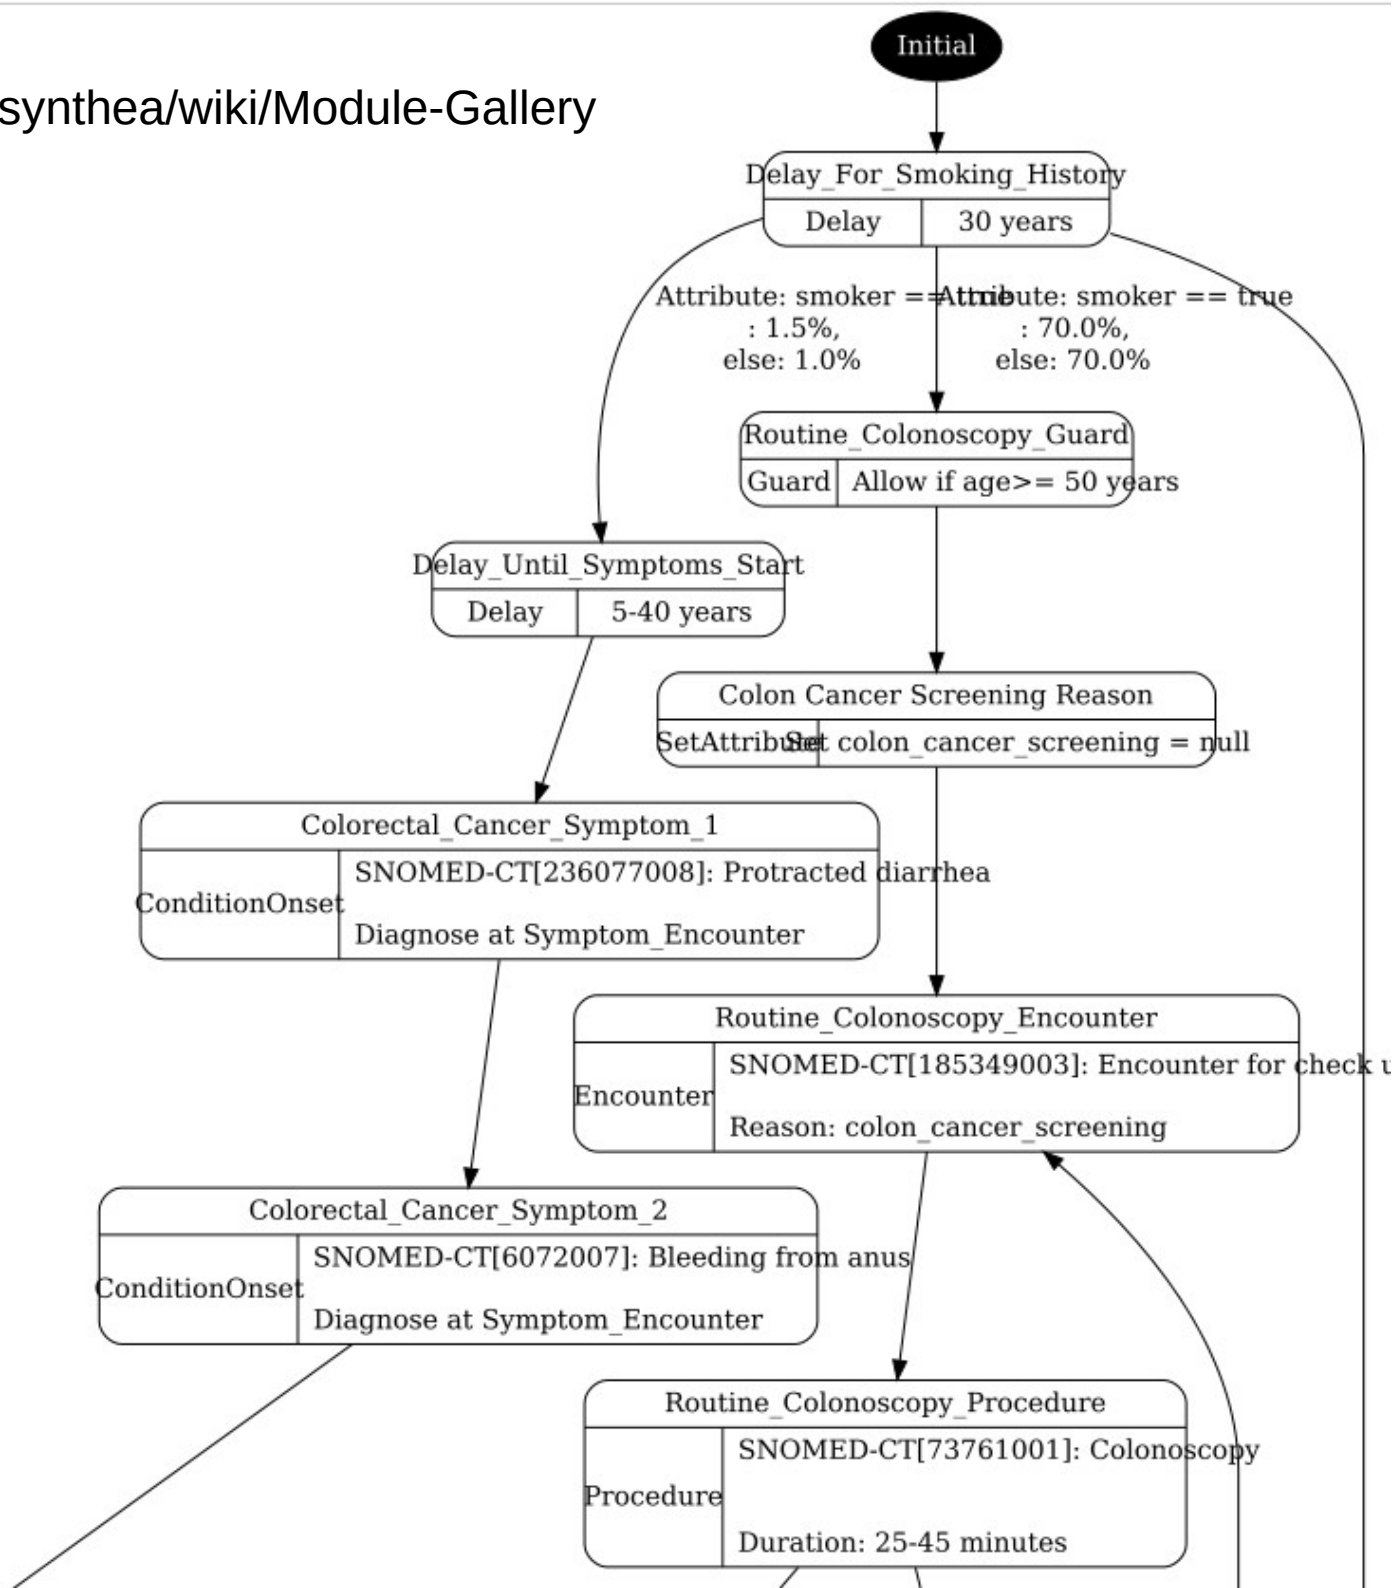 Initial
synthea/wiki/Module-Gallery
Delay_For_Smoking_History
Delay 30 years
Attribute: smoker == true
: 1.5%,
else: 1.0%
Attribute: smoker == true
: 70.0%,
else: 70.0%
Routine_Colonoscopy_Guard
Guard Allow if age>= 50 years
Delay_Until_Symptoms_Start
Delay 5-40 years
Colon Cancer Screening Reason
SetAttribute Set colon_cancer_screening = null
Colorectal_Cancer_Symptom_1
SNOMED-CT[236077008]: Protracted diarrhea
ConditionOnset
Diagnose at Symptom_Encounter
Routine_Colonoscopy_Encounter
SNOMED-CT[185349003]: Encounter for check
Encounter
Reason: colon_cancer_screening
Colorectal_Cancer_Symptom_2
SNOMED-CT[6072007]: Bleeding from anus
ConditionOnset
Diagnose at Symptom_Encounter
Routine_Colonoscopy_Procedure
SNOMED-CT[73761001]: Colonoscopy
Procedure
Duration: 25-45 minutes